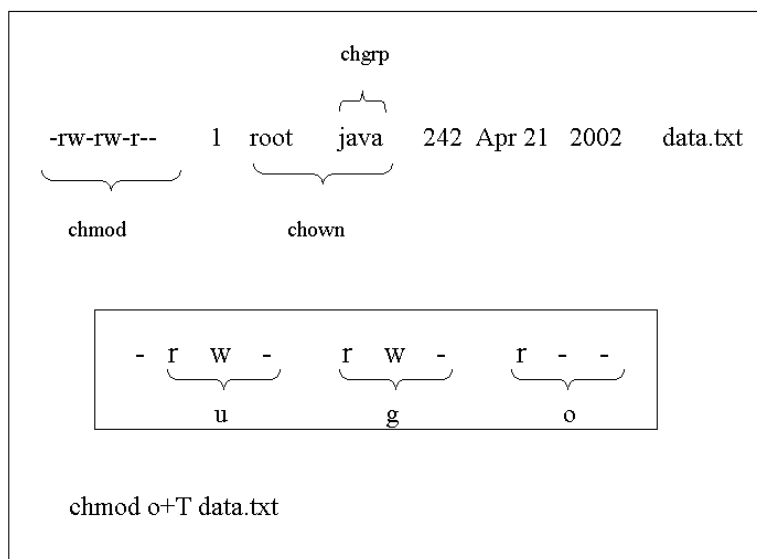 chgrp
-rw-rw-r-- 1 root java 242 Apr 21 2002 data.txt
chmod chown
- r w - r w - r - -
u g o
chmod o+T data.txt